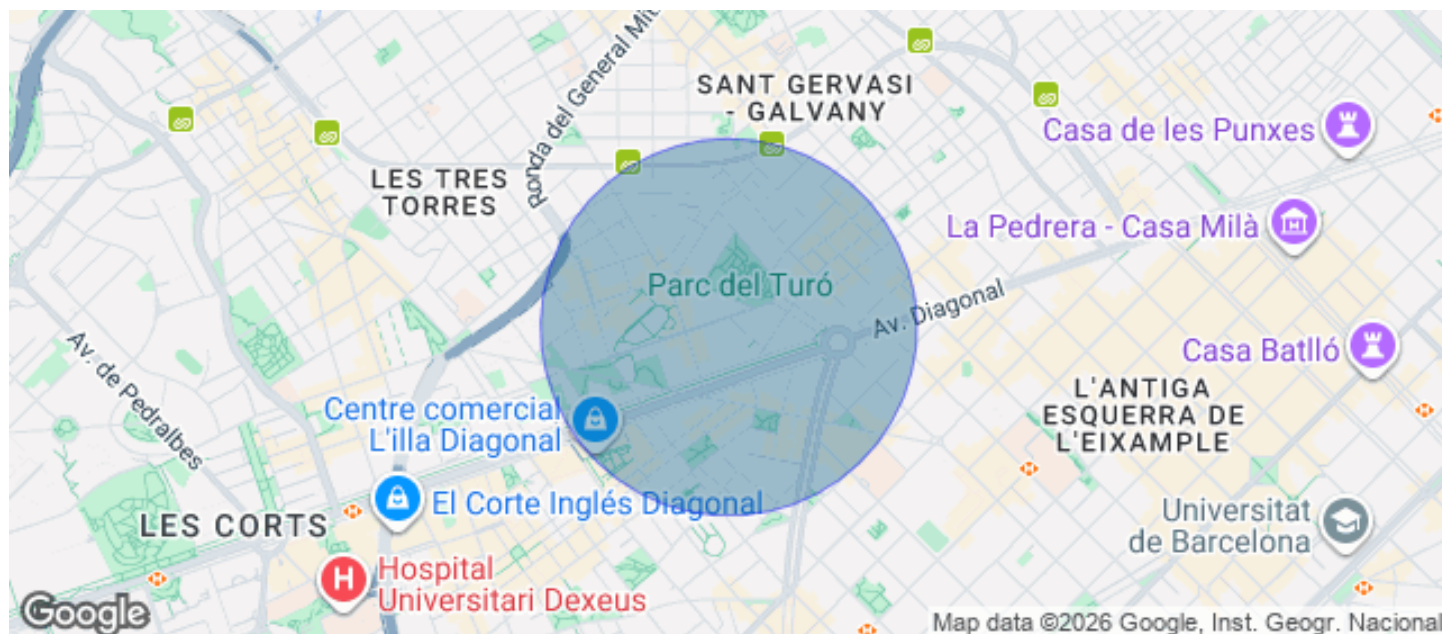 Ronda del General Mit
SANT GERVASI
- GALVANY
Casa de les Punxes
LES TRES
TORRES
La Pedrera - Casa Milà
Parc del Turó
Av. Diagonal
Av. de Pedralbes
Casa Batlló
Centre comercial
L'illa Diagonal
L'ANTIGA
ESQUERRA DE
L'EIXAMPLE
El Corte Inglés Diagonal
LES CORTS
Universitat
de Barcelona
H
Hospital
Universitari Dexeus
Google
Map data ©2026 Google, Inst. Geogr. Nacional